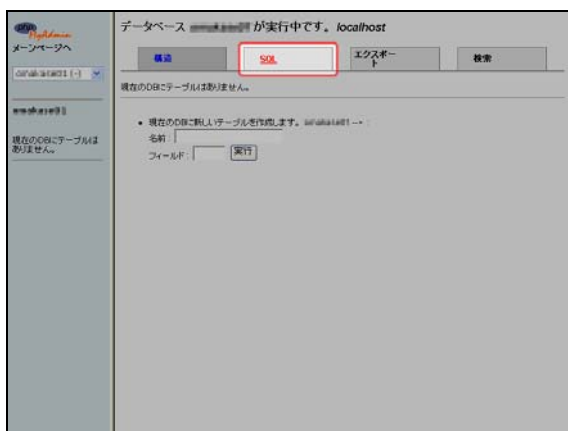 php
MyAdmin
メーンページへ
omakase01 (-)
現在のDBにテーブルは
ありません。
データベース が実行中です。 localhost
構造
SQL
エクスポー
ト
検索
現在のDBにテーブルはありません。
• 現在のDBに新しいテーブルを作成します。 omakase01 --> :
名前 :
フィールド :
実行